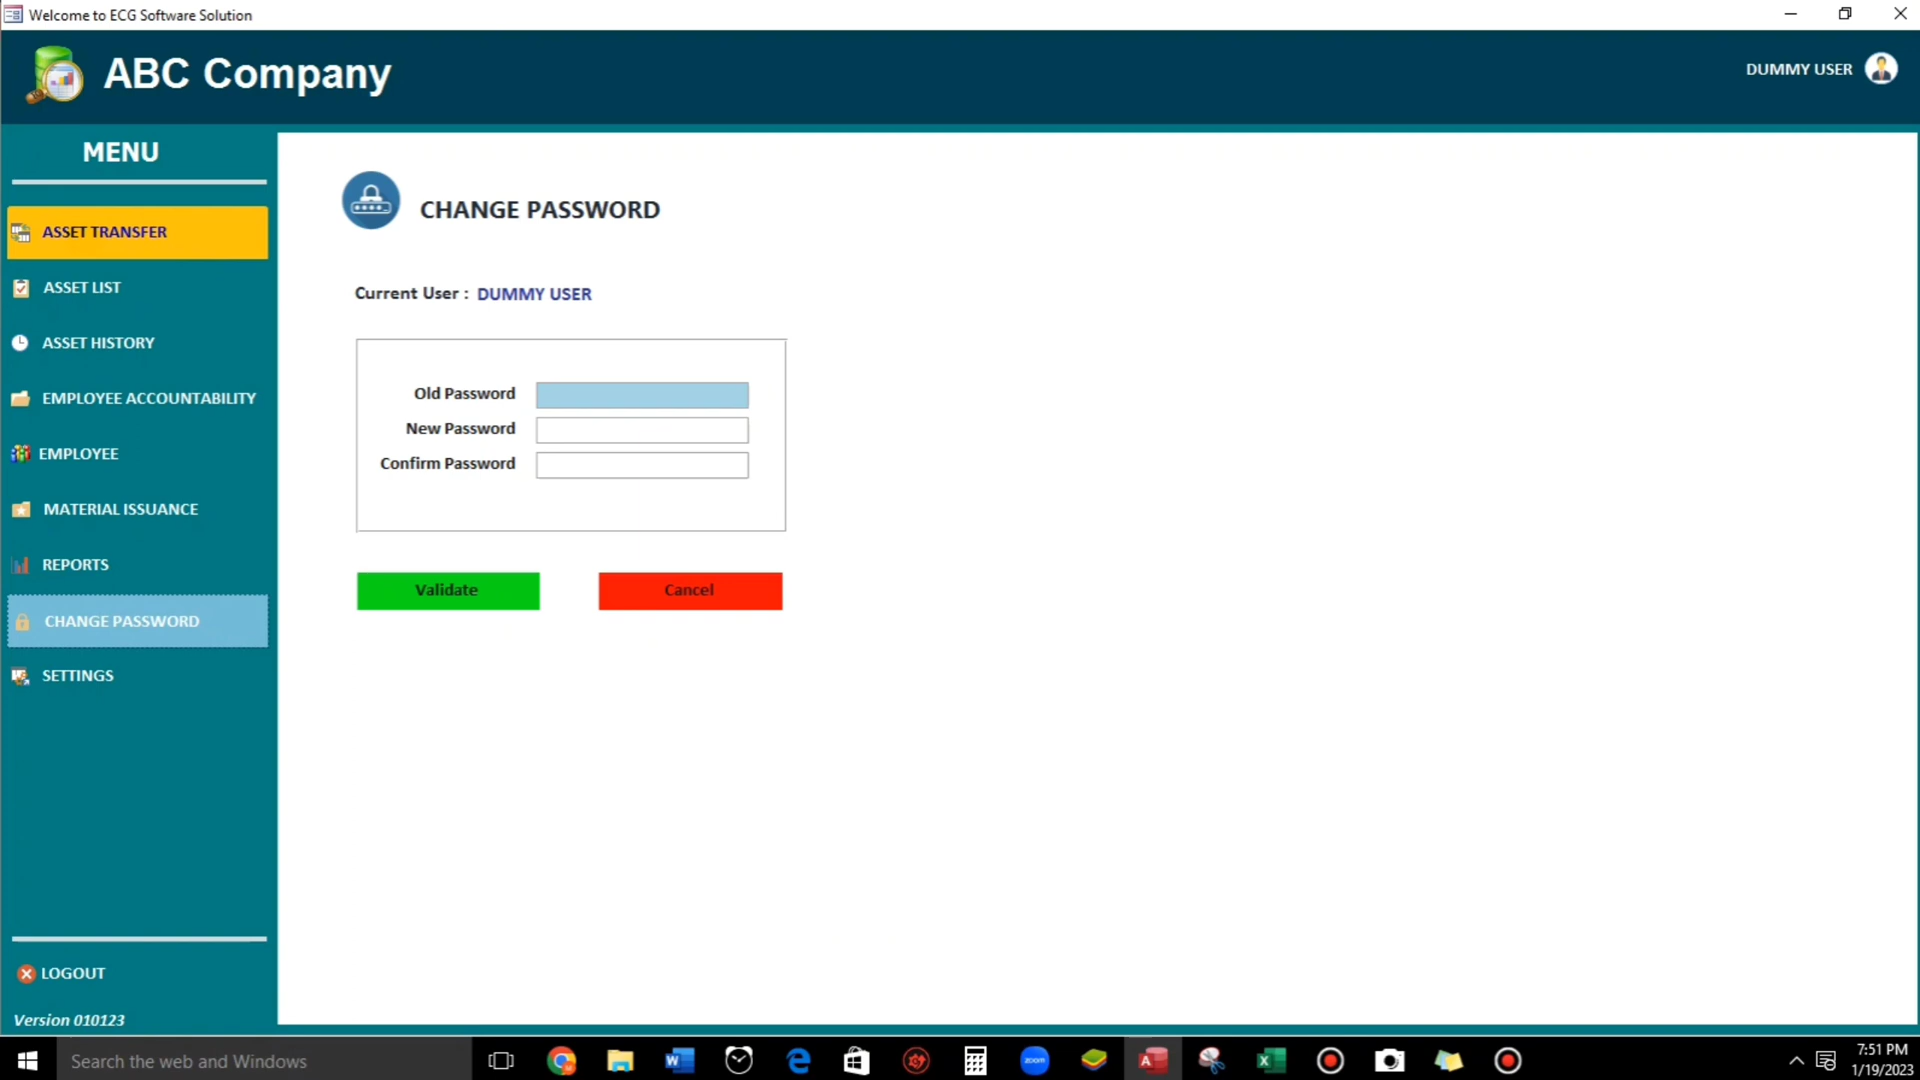 Welcome to ECG Software Solution
ABC Company
DUMMY USER
MENU
ASSET TRANSFER
ASSET LIST
ASSET HISTORY
EMPLOYEE ACCOUNTABILITY
EMPLOYEE
MATERIAL ISSUANCE
REPORTS
CHANGE PASSWORD
SETTINGS
LOGOUT
Version 010123
CHANGE PASSWORD
Current User : DUMMY USER
Old Password
New Password
Confirm Password
Validate Cancel
Search the web and Windows
zoom
7:51 PM
1/19/2023